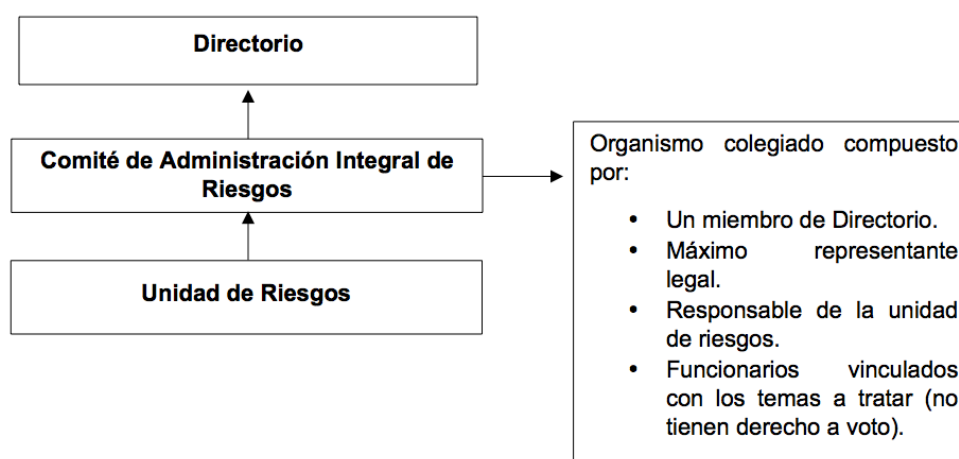 Directorio
Comité de Administración Integral de
Riesgos
Unidad de Riesgos
Organismo colegiado compuesto
por:
• Un miembro de Directorio.
• Máximo representante
legal.
• Responsable de la unidad
de riesgos.
• Funcionarios vinculados
con los temas a tratar (no
tienen derecho a voto).